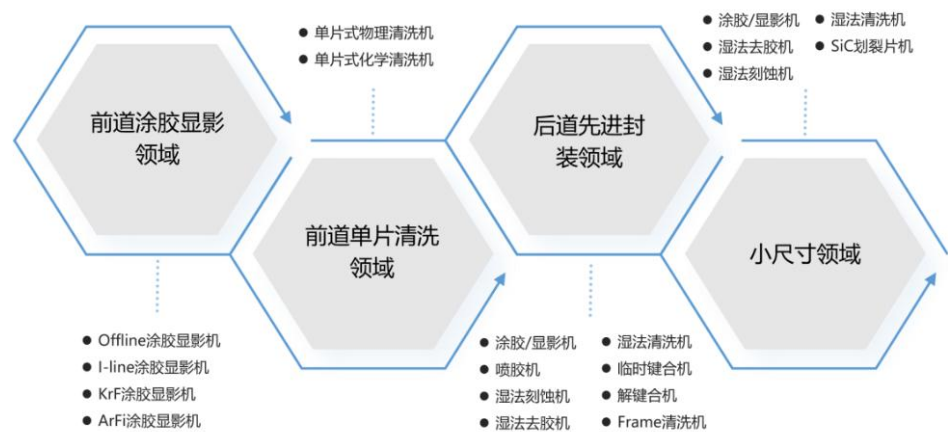 前道涂胶显影
领域
● Offline涂胶显影机
● I-line涂胶显影机
● KrF涂胶显影机
● ArFi涂胶显影机
● 单片式物理清洗机
● 单片式化学清洗机
前道单片清洗
领域
后道先进封
装领域
● 涂胶/显影机
● 喷胶机
● 湿法刻蚀机
● 湿法去胶机
● 湿法清洗机
● 临时键合机
● 解键合机
● Frame清洗机
● 涂胶/显影机
● 湿法去胶机
● 湿法刻蚀机
● 湿法清洗机
● SiC划裂片机
小尺寸领域